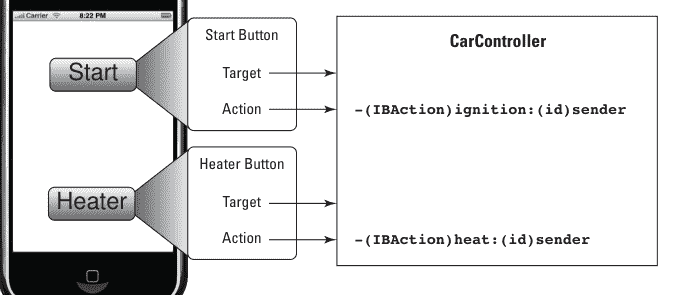 Carrier 8:22 PM
Start
Heater
Start Button
Target
Action
Heater Button
Target
Action
CarController
-(IBAction)ignition:(id)sender
-(IBAction)heat:(id)sender